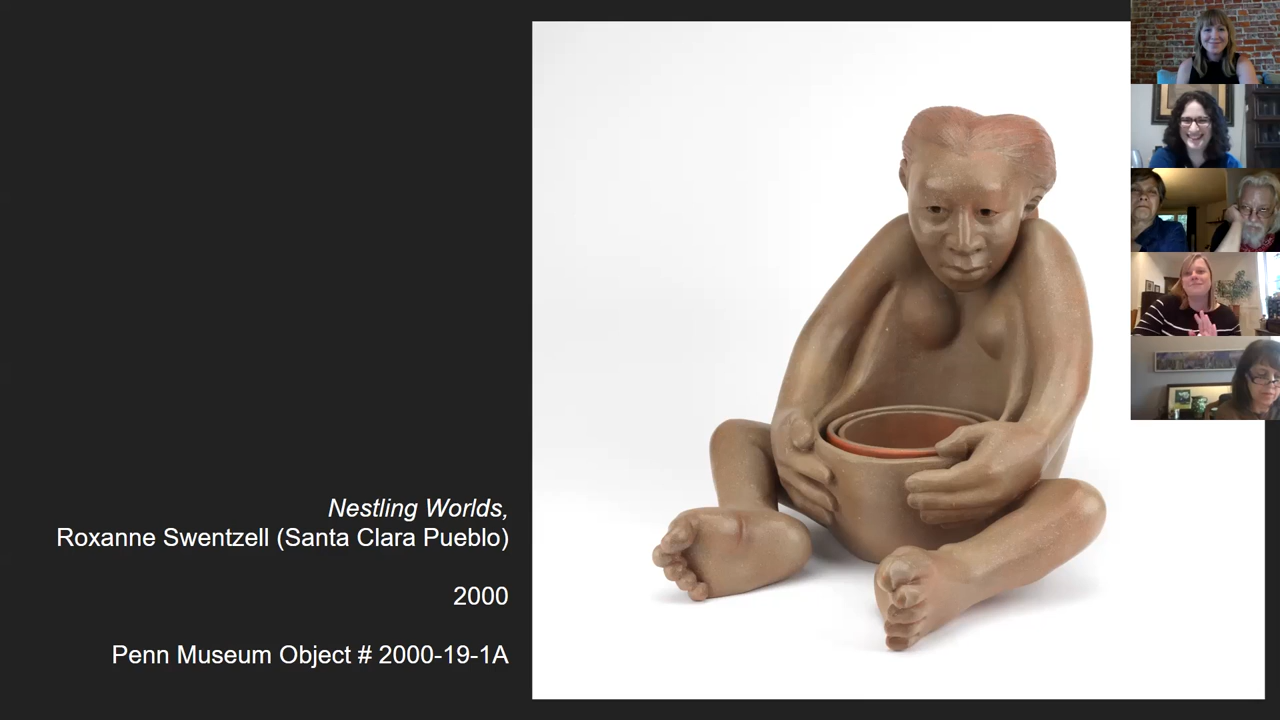 Nestling Worlds,
Roxanne Swentzell (Santa Clara Pueblo)
2000
Penn Museum Object # 2000-19-1A